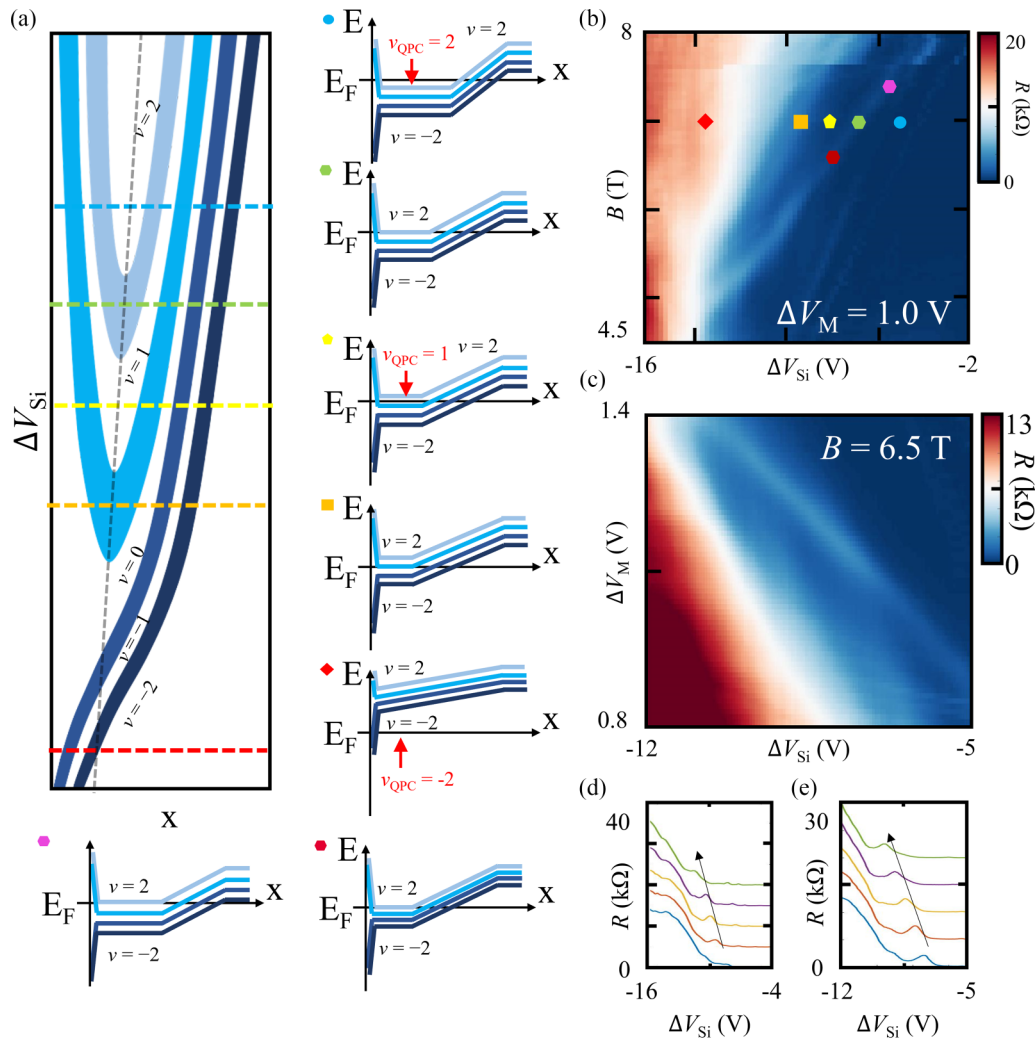 (a)
ΔV_Si
x
v = 2
v = 1
v = 0
v = −1
v = −2
E
v_QPC = 2
v = 2
x
E_F
v = −2
E
x
v = 2
E_F
v = −2
E
v_QPC = 1
v = 2
x
E_F
v = −2
E
v = 2
x
E_F
v = −2
E
v = 2
x
E_F
v = −2
v_QPC = -2
E
v = 2
x
E_F
v = −2
E
v = 2
x
E_F
v = −2
(b)
8
B (T)
4.5
ΔV_M = 1.0 V
-16
ΔV_Si (V)
-2
20
R (kΩ)
0
(c)
1.4
B = 6.5 T
ΔV_M (V)
0.8
-12
ΔV_Si (V)
-5
13
R (kΩ)
0
(d)
40
R (kΩ)
0
-16
-4
ΔV_Si (V)
(e)
30
R (kΩ)
0
-12
-5
ΔV_Si (V)